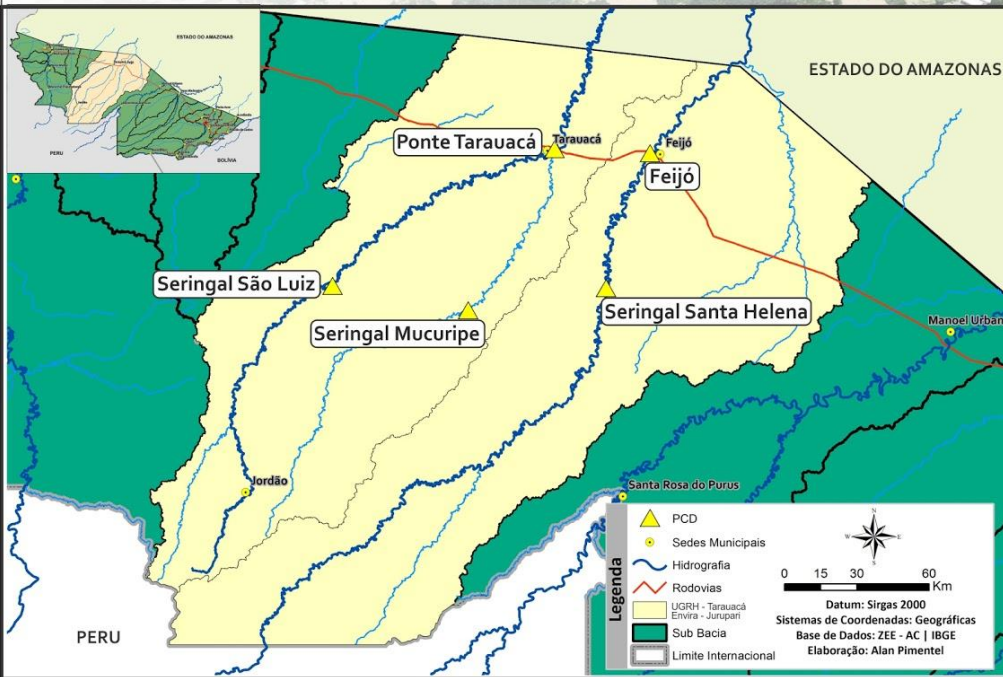 ESTADO DO AMAZONAS
PERU
BOLÍVIA
ESTADO DO AMAZONAS
Ponte Tarauacá
Tarauacá
Feijó
Feijó
Seringal São Luiz
Seringal Mucuripe
Seringal Santa Helena
Manoel Urban
Jordão
Santa Rosa do Purus
PERU
Legenda
PCD
Sedes Municipais
Hidrografia
Rodovias
UGRH - Tarauacá
Envira - Jurupari
Sub Bacia
Limite Internacional
N
W
E
S
0 15 30 60
Km
Datum: Sirgas 2000
Sistemas de Coordenadas: Geográficas
Base de Dados: ZEE - AC | IBGE
Elaboração: Alan Pimentel